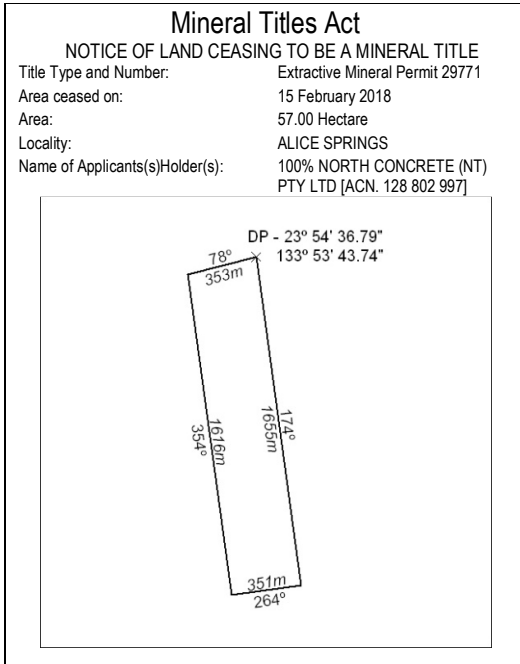 Mineral Titles Act
NOTICE OF LAND CEASING TO BE A MINERAL TITLE
Title Type and Number: Extractive Mineral Permit 29771
Area ceased on: 15 February 2018
Area: 57.00 Hectare
Locality: ALICE SPRINGS
Name of Applicants(s)Holder(s): 100% NORTH CONCRETE (NT)
PTY LTD [ACN. 128 802 997]
DP - 23º 54' 36.79"
133º 53' 43.74"
78º
353m
354º
1616m
1655m
174º
351m
264º